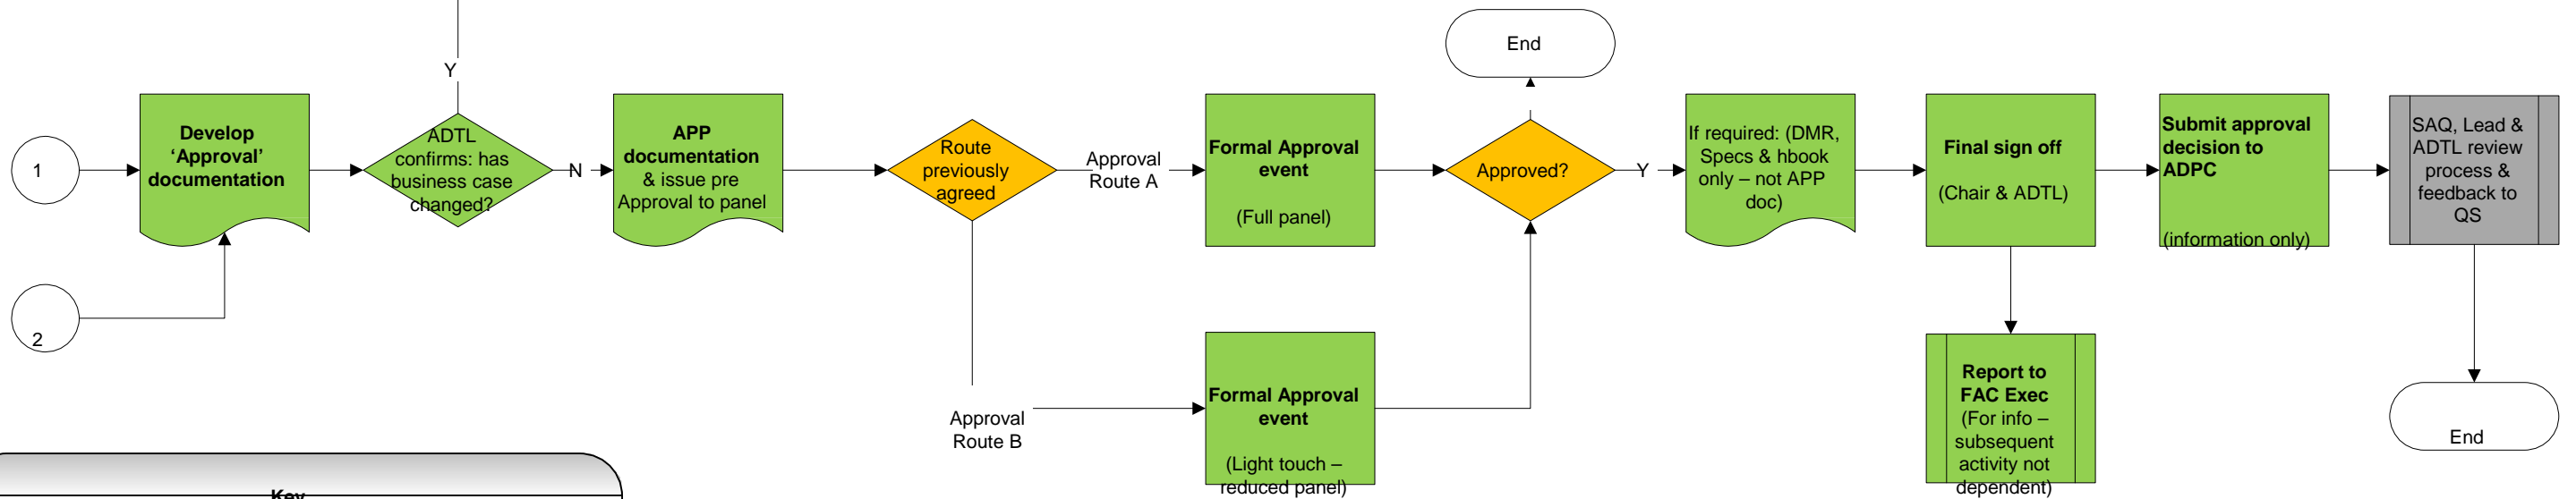 Y
End
1
Develop
‘Approval’
documentation
ADTL
confirms: has
business case
changed?
N
APP
documentation
& issue pre
Approval to panel
Route
previously
agreed
Approval
Route A
Formal Approval
event
(Full panel)
Approved?
Y
If required: (DMR,
Specs & hbook
only – not APP
doc)
Final sign off
(Chair & ADTL)
Submit approval
decision to
ADPC
(information only)
SAQ, Lead &
ADTL review
process &
feedback to
QS
2
Approval
Route B
Formal Approval
event
(Light touch –
reduced panel)
Report to
FAC Exec
(For info –
subsequent
activity not
dependent)
End
Key